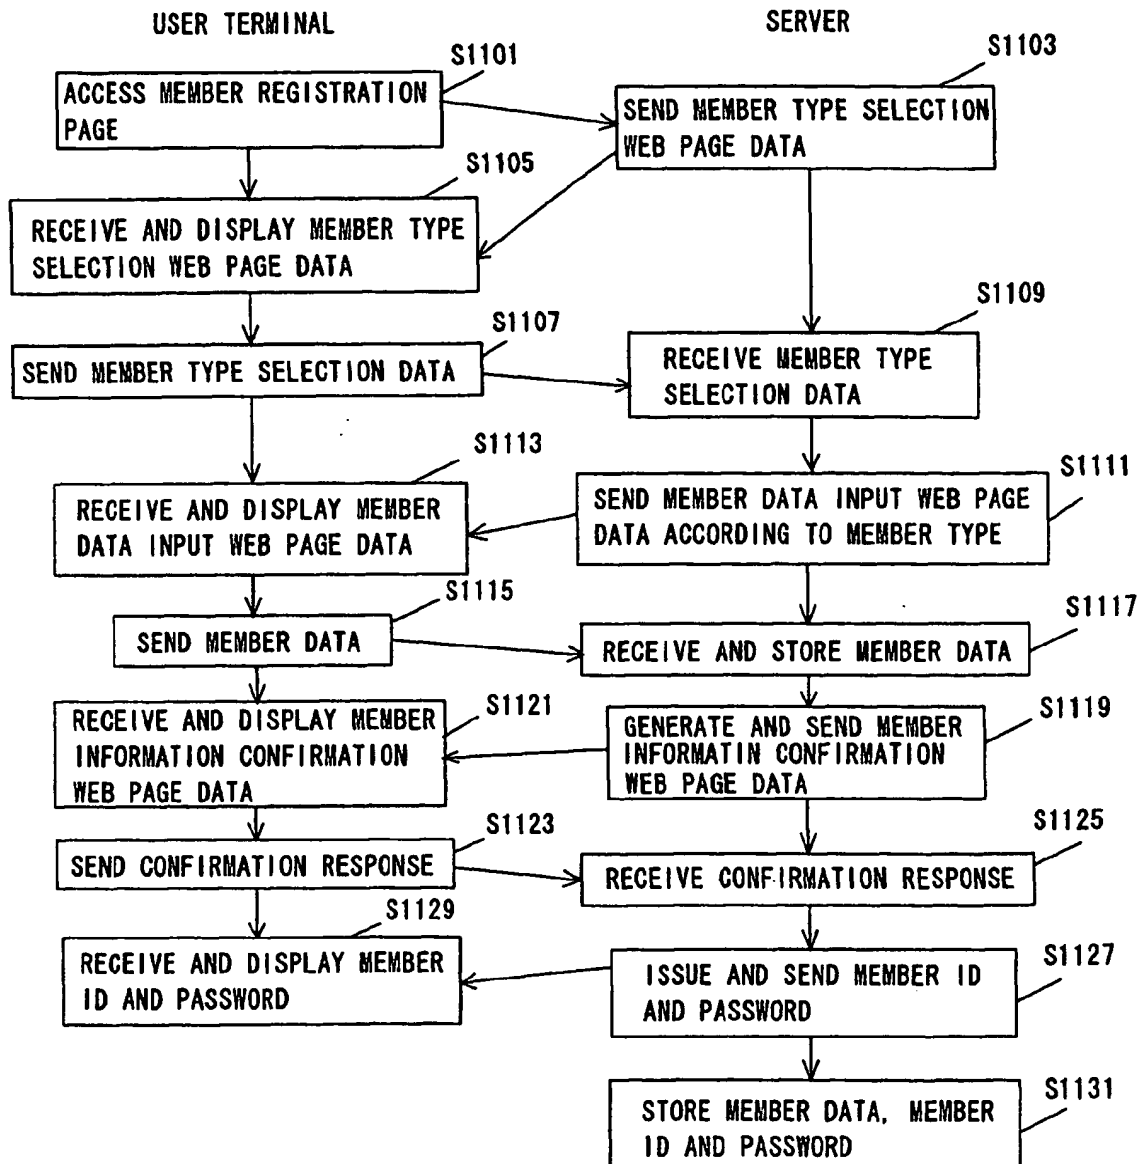 USER TERMINAL
SERVER
S1101
ACCESS MEMBER REGISTRATION
PAGE
S1103
SEND MEMBER TYPE SELECTION
WEB PAGE DATA
S1105
RECEIVE AND DISPLAY MEMBER TYPE
SELECTION WEB PAGE DATA
S1107
SEND MEMBER TYPE SELECTION DATA
S1109
RECEIVE MEMBER TYPE
SELECTION DATA
S1111
SEND MEMBER DATA INPUT WEB PAGE
DATA ACCORDING TO MEMBER TYPE
S1113
RECEIVE AND DISPLAY MEMBER
DATA INPUT WEB PAGE DATA
S1115
SEND MEMBER DATA
S1117
RECEIVE AND STORE MEMBER DATA
S1119
GENERATE AND SEND MEMBER
INFORMATIN CONFIRMATION
WEB PAGE DATA
S1121
RECEIVE AND DISPLAY MEMBER
INFORMATION CONFIRMATION
WEB PAGE DATA
S1123
SEND CONFIRMATION RESPONSE
S1125
RECEIVE CONFIRMATION RESPONSE
S1127
ISSUE AND SEND MEMBER ID
AND PASSWORD
S1129
RECEIVE AND DISPLAY MEMBER
ID AND PASSWORD
S1131
STORE MEMBER DATA, MEMBER
ID AND PASSWORD